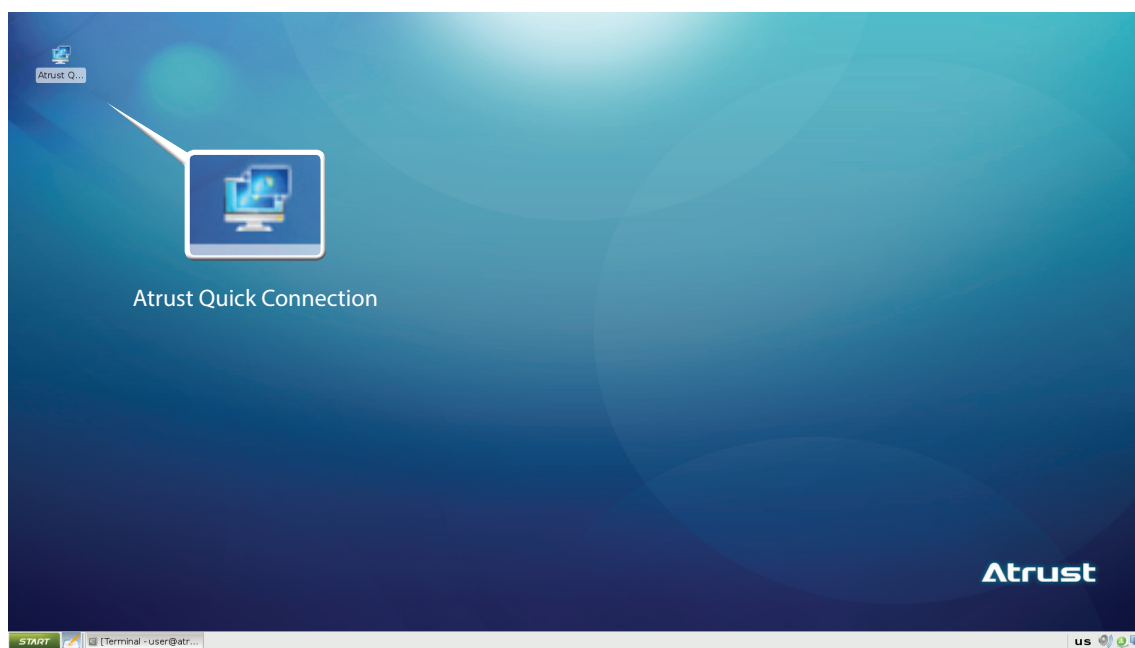 Atrust Q...
Atrust Quick Connection
Atrust
START
[Terminal - user@atr...
us